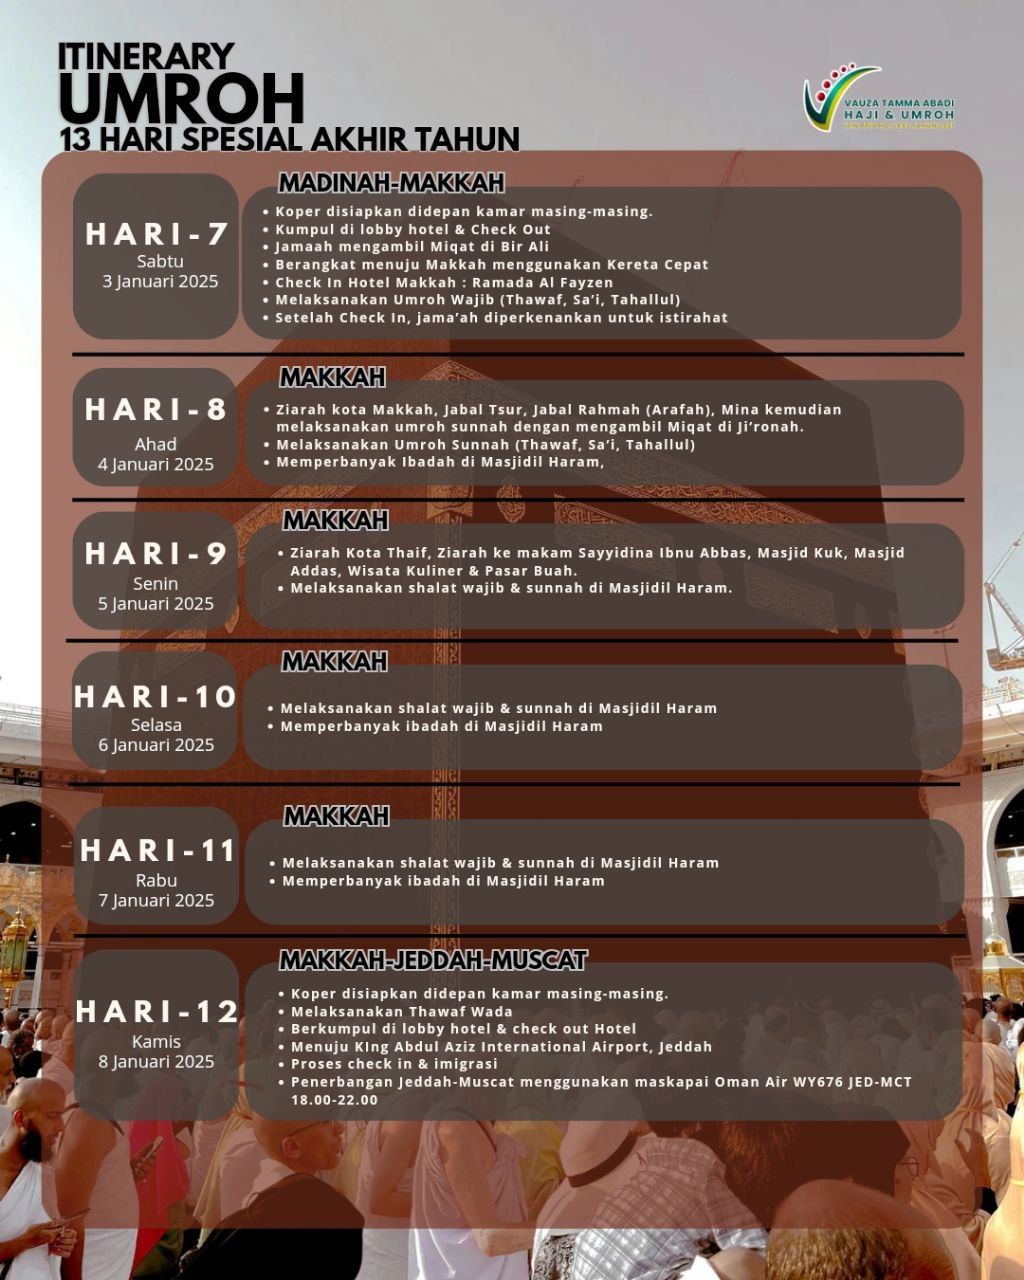 ITINERARY
UMROH
13 HARI SPESIAL AKHIR TAHUN
VAUZA TAMMA ABADI
HAJI & UMROH
MADINAH-MAKKAH
HARI-7
Sabtu
3 Januari 2025
• Koper disiapkan didepan kamar masing-masing.
• Kumpul di lobby hotel & Check Out
• Jamaah mengambil Miqat di Bir Ali
• Berangkat menuju Makkah menggunakan Kereta Cepat
• Check In Hotel Makkah : Ramada Al Fayzen
• Melaksanakan Umroh Wajib (Thawaf, Sa’i, Tahallul)
• Setelah Check In, jama’ah diperkenankan untuk istirahat
MAKKAH
HARI-8
Ahad
4 Januari 2025
• Ziarah kota Makkah, Jabal Tsur, Jabal Rahmah (Arafah), Mina kemudian
melaksanakan umroh sunnah dengan mengambil Miqat di Ji’ronah.
• Melaksanakan Umroh Sunnah (Thawaf, Sa’i, Tahallul)
• Memperbanyak Ibadah di Masjidil Haram,
MAKKAH
HARI-9
Senin
5 Januari 2025
• Ziarah Kota Thaif, Ziarah ke makam Sayyidina Ibnu Abbas, Masjid Kuk, Masjid
Addas, Wisata Kuliner & Pasar Buah.
• Melaksanakan shalat wajib & sunnah di Masjidil Haram.
MAKKAH
HARI-10
Selasa
6 Januari 2025
• Melaksanakan shalat wajib & sunnah di Masjidil Haram
• Memperbanyak ibadah di Masjidil Haram
MAKKAH
HARI-11
Rabu
7 Januari 2025
• Melaksanakan shalat wajib & sunnah di Masjidil Haram
• Memperbanyak ibadah di Masjidil Haram
MAKKAH-JEDDAH-MUSCAT
HARI-12
Kamis
8 Januari 2025
• Koper disiapkan didepan kamar masing-masing.
• Melaksanakan Thawaf Wada
• Berkumpul di lobby hotel & check out Hotel
• Menuju KIng Abdul Aziz International Airport, Jeddah
• Proses check in & imigrasi
• Penerbangan Jeddah-Muscat menggunakan maskapai Oman Air WY676 JED-MCT
18.00-22.00